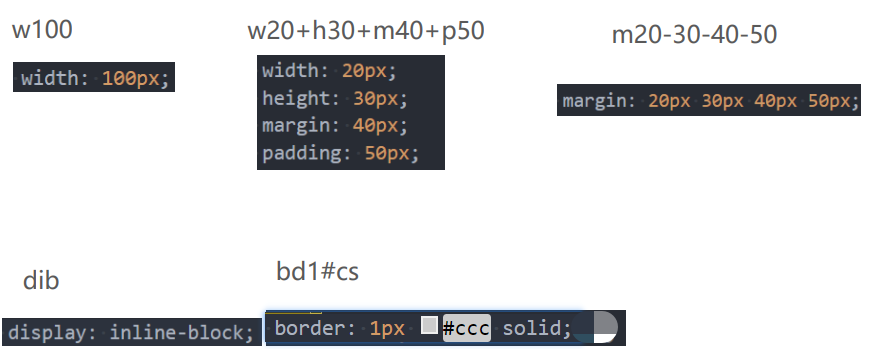 w100
width: 100px;
w20+h30+m40+p50
width: 20px;
height: 30px;
margin: 40px;
padding: 50px;
m20-30-40-50
margin: 20px 30px 40px 50px;
dib
display: inline-block;
bd1#cs
border: 1px #ccc solid;